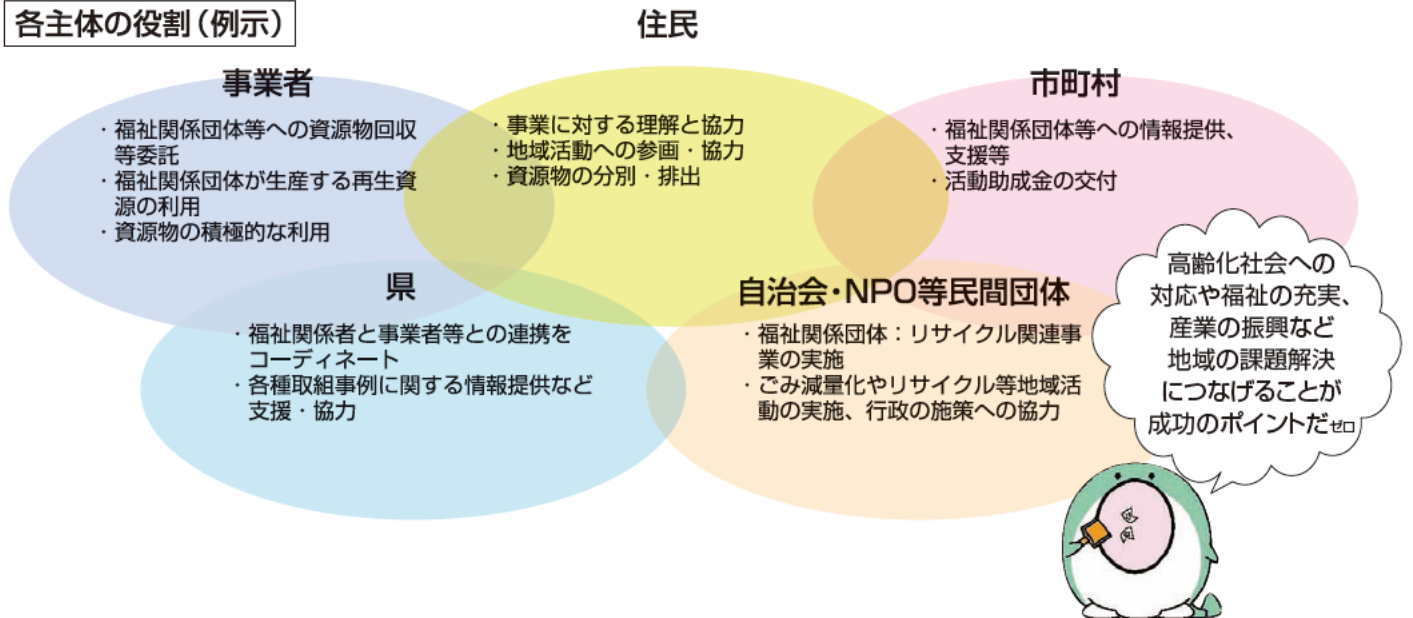 各主体の役割(例示)
住民
・事業に対する理解と協力
・地域活動への参画・協力
・資源物の分別・排出
事業者
・福祉関係団体等への資源物回収
等委託
・福祉関係団体が生産する再生資
源の利用
・資源物の積極的な利用
市町村
・福祉関係団体等への情報提供、
支援等
・活動助成金の交付
県
・福祉関係者と事業者等との連携を
コーディネート
・各種取組事例に関する情報提供など
支援・協力
自治会・NPO等民間団体
・福祉関係団体：リサイクル関連事
業の実施
・ごみ減量化やリサイクル等地域活
動の実施、行政の施策への協力
高齢化社会への
対応や福祉の充実、
産業の振興など
地域の課題解決
につなげることが
成功のポイントだゼロ